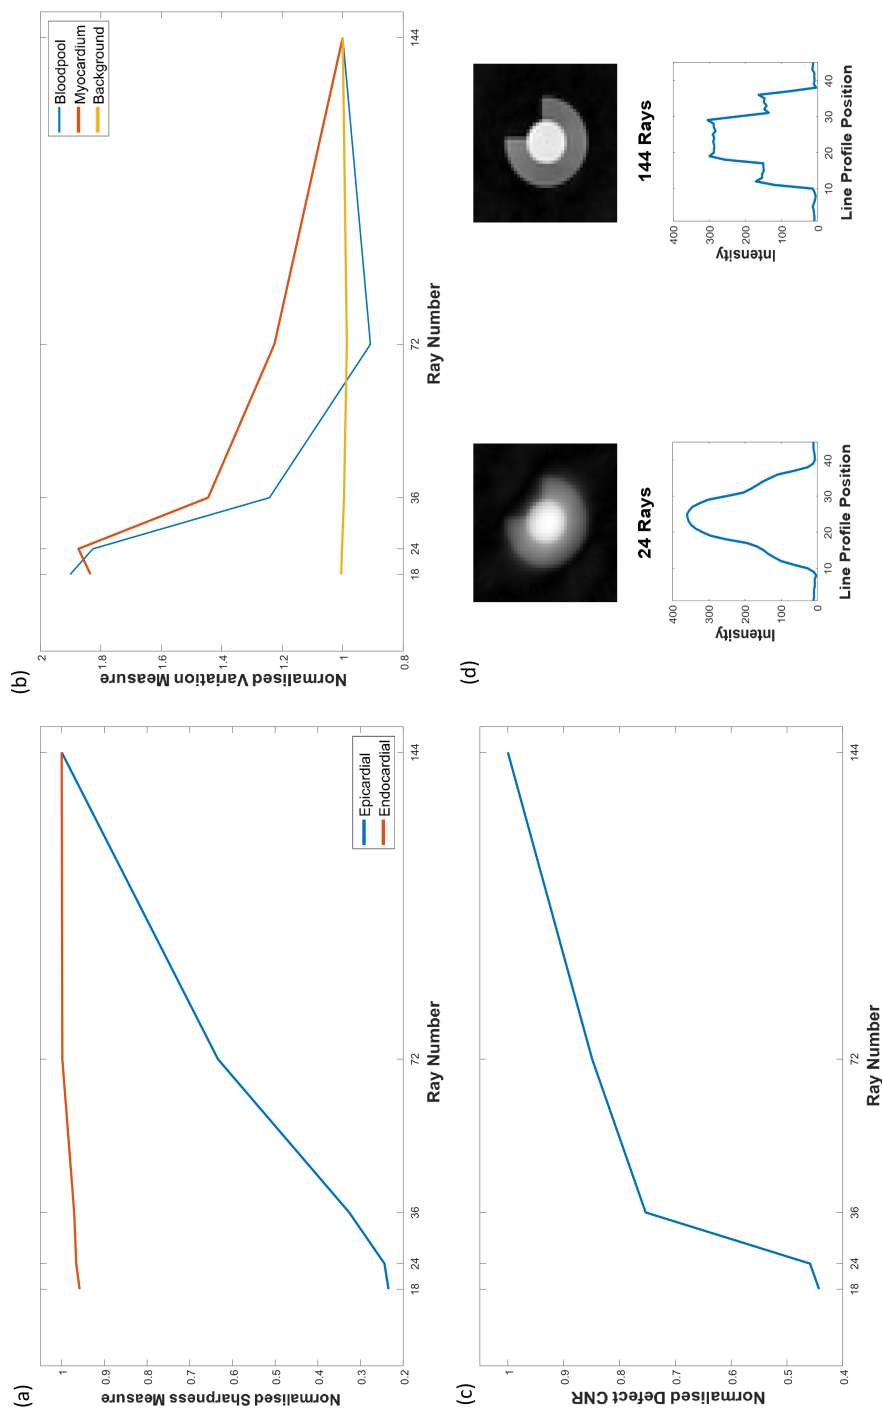 (a)
1
0.9
0.8
0.7
0.6
0.5
0.4
0.3
0.2
Normalised Sharpness Measure
18 24 36 72 144
Ray Number
Epicardial
Endocardial
(b)
2
1.8
1.6
1.4
1.2
1
0.8
Normalised Variation Measure
18 24 36 72 144
Ray Number
Bloodpool
Myocardium
Background
(c)
1
0.9
0.8
0.7
0.6
0.5
0.4
Normalised Defect CNR
18 24 36 72 144
Ray Number
(d)
24 Rays
400
300
200
100
0
Intensity
10 20 30 40
Line Profile Position
144 Rays
400
300
200
100
0
Intensity
10 20 30 40
Line Profile Position